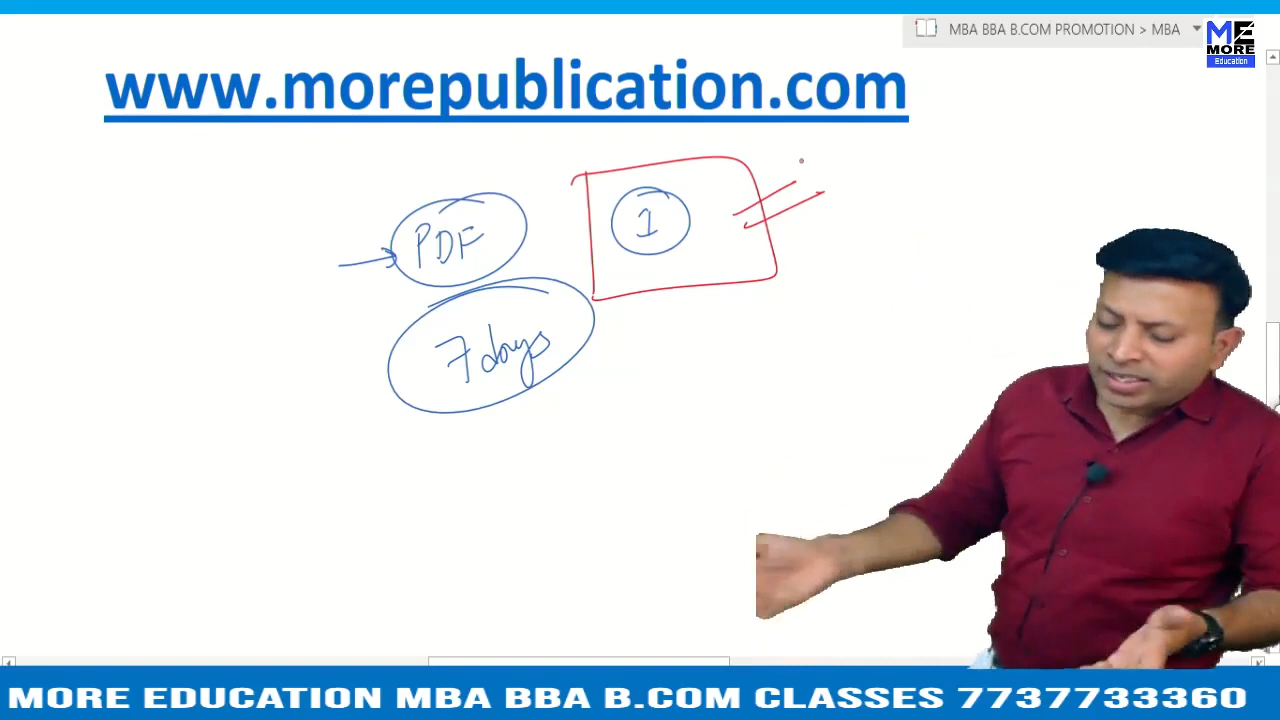 MBA BBA B.COM PROMOTION > MBA
ME
MORE
Education
www.morepublication.com
PDF
1
7 days
MORE EDUCATION MBA BBA B.COM CLASSES 7737733360